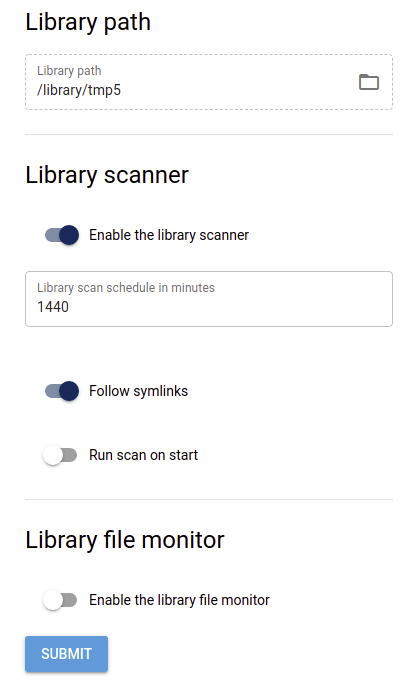 Library path
Library path
/library/tmp5
Library scanner
Enable the library scanner
Library scan schedule in minutes
1440
Follow symlinks
Run scan on start
Library file monitor
Enable the library file monitor
SUBMIT